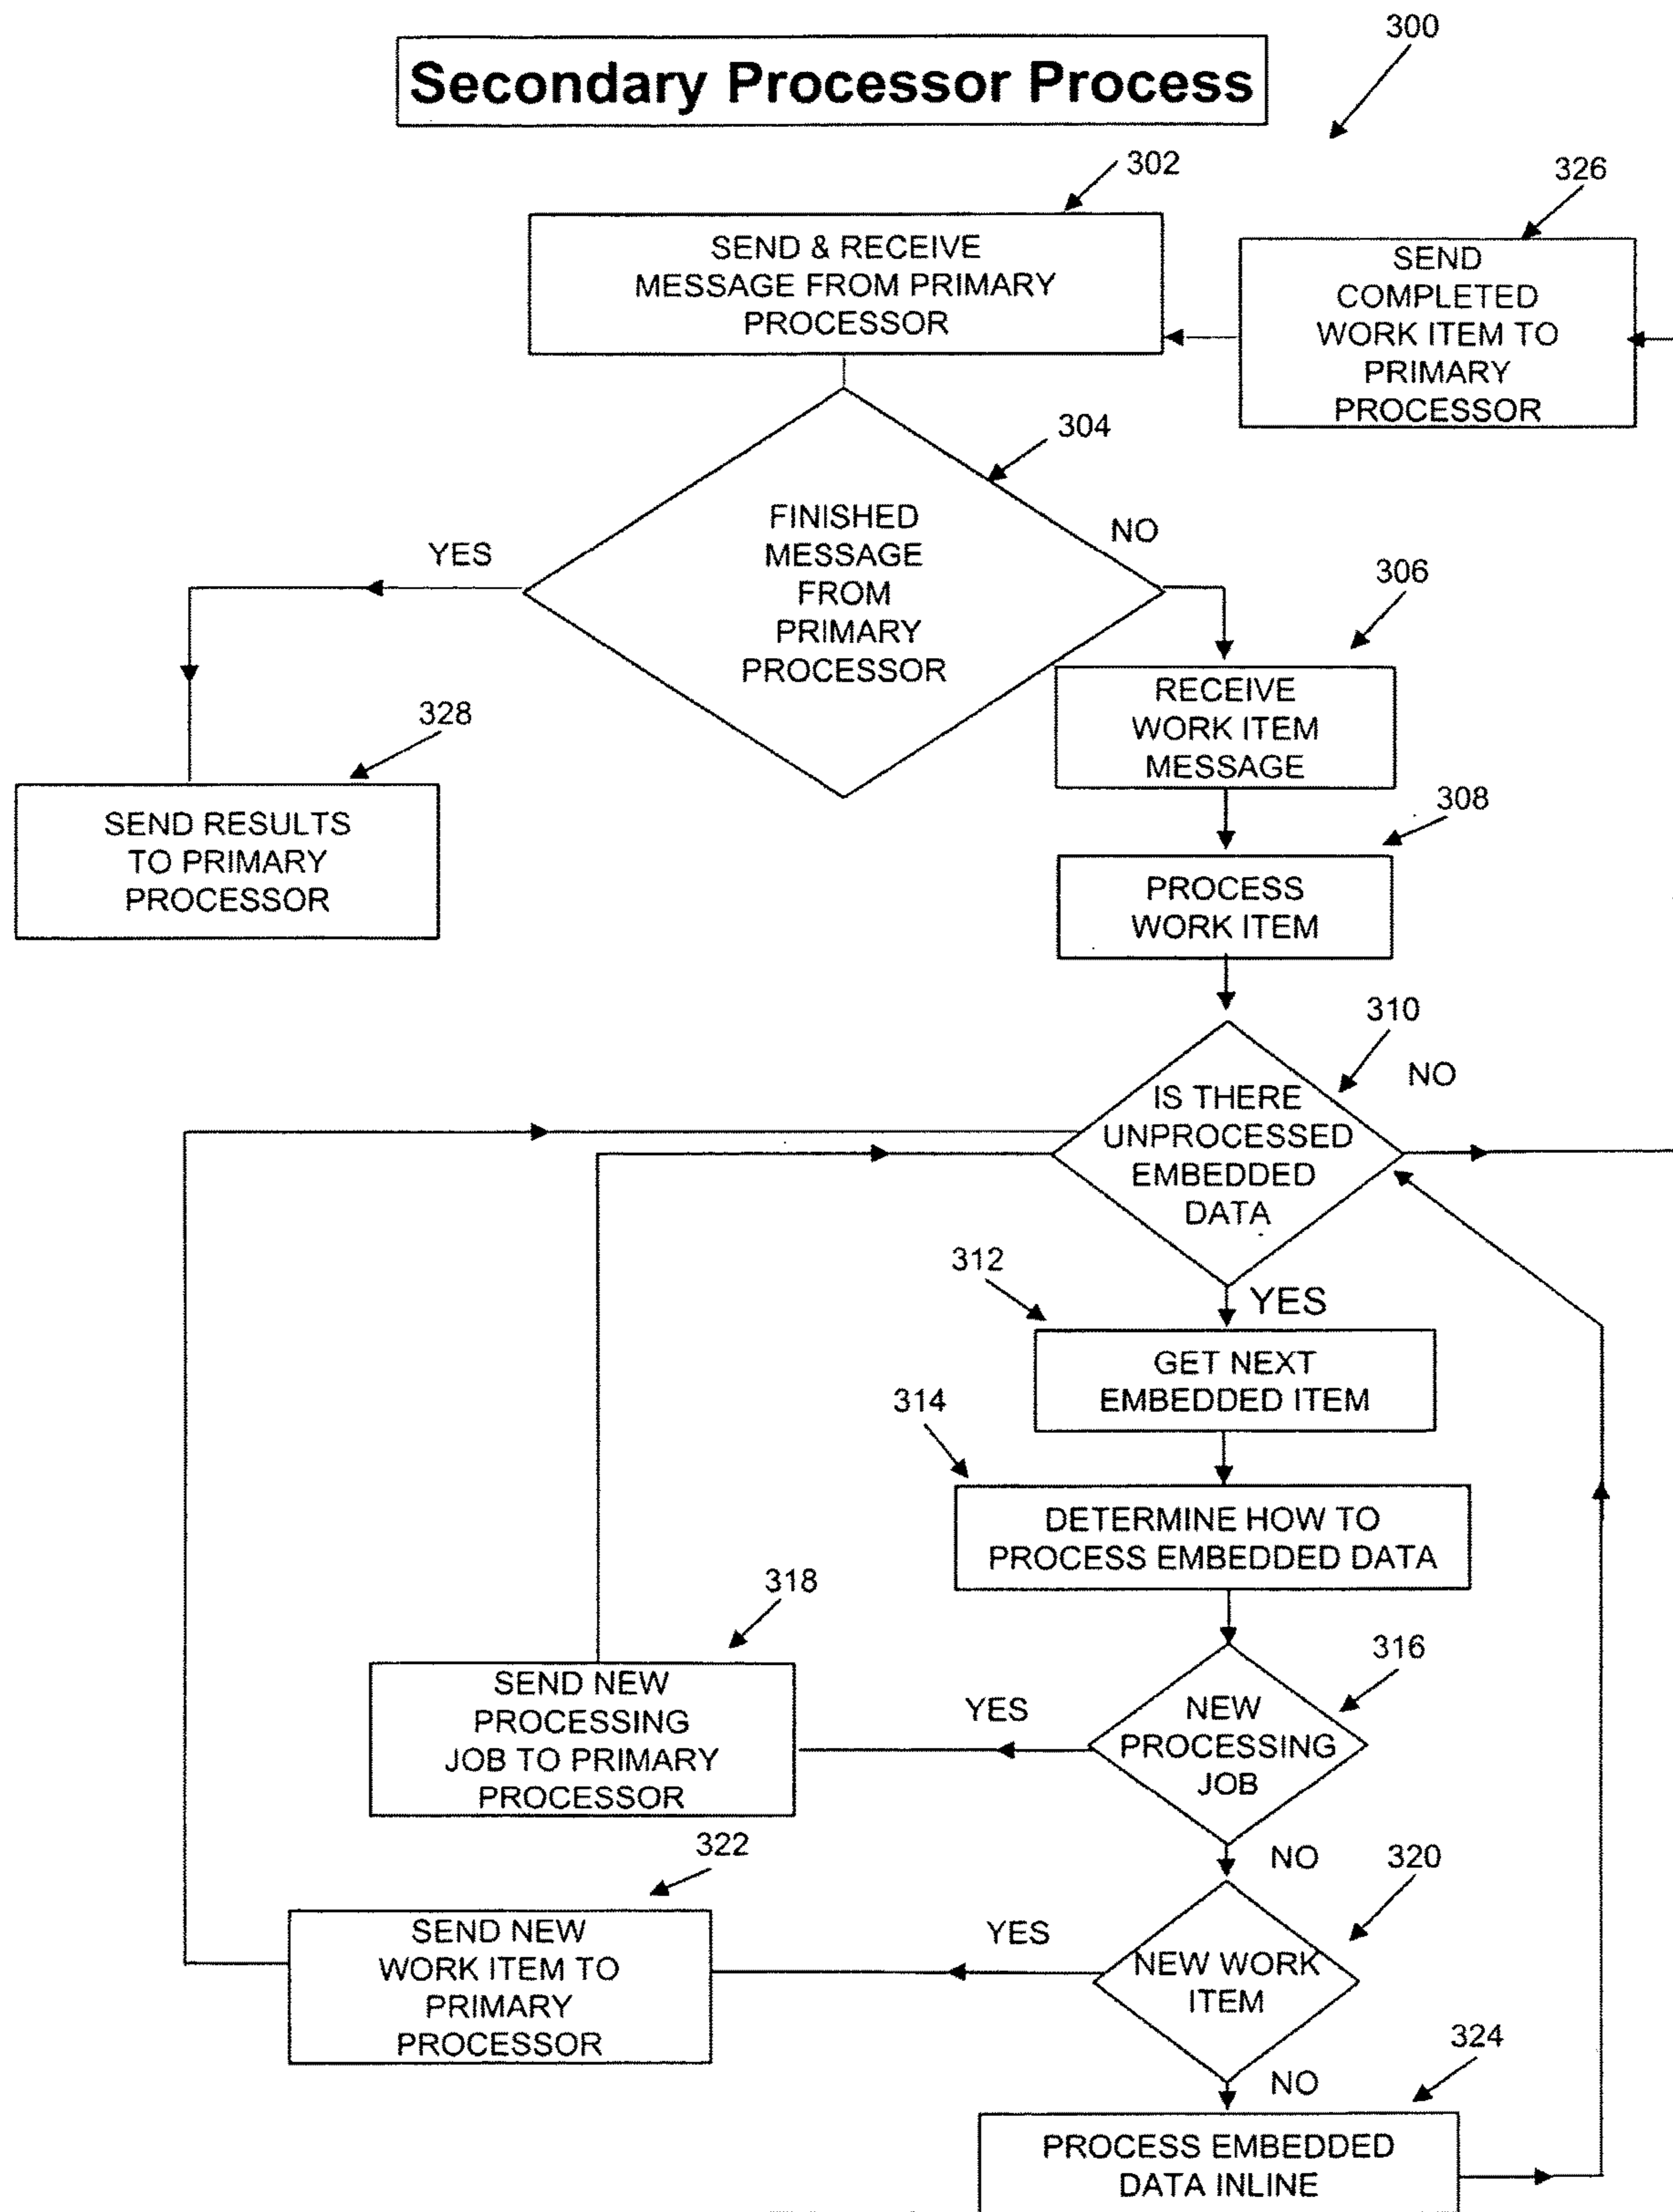 300
Secondary Processor Process
302
326
SEND & RECEIVE
MESSAGE FROM PRIMARY
PROCESSOR
SEND
COMPLETED
WORK ITEM TO
PRIMARY
PROCESSOR
304
FINISHED
MESSAGE
FROM
PRIMARY
PROCESSOR
YES
NO
306
RECEIVE
WORK ITEM
MESSAGE
328
SEND RESULTS
TO PRIMARY
PROCESSOR
308
PROCESS
WORK ITEM
310
NO
IS THERE
UNPROCESSED
EMBEDDED
DATA
312
YES
GET NEXT
EMBEDDED ITEM
314
DETERMINE HOW TO
PROCESS EMBEDDED DATA
318
316
SEND NEW
PROCESSING
JOB TO PRIMARY
PROCESSOR
YES
NEW
PROCESSING
JOB
322
NO
320
SEND NEW
WORK ITEM TO
PRIMARY
PROCESSOR
YES
NEW WORK
ITEM
324
NO
PROCESS EMBEDDED
DATA INLINE